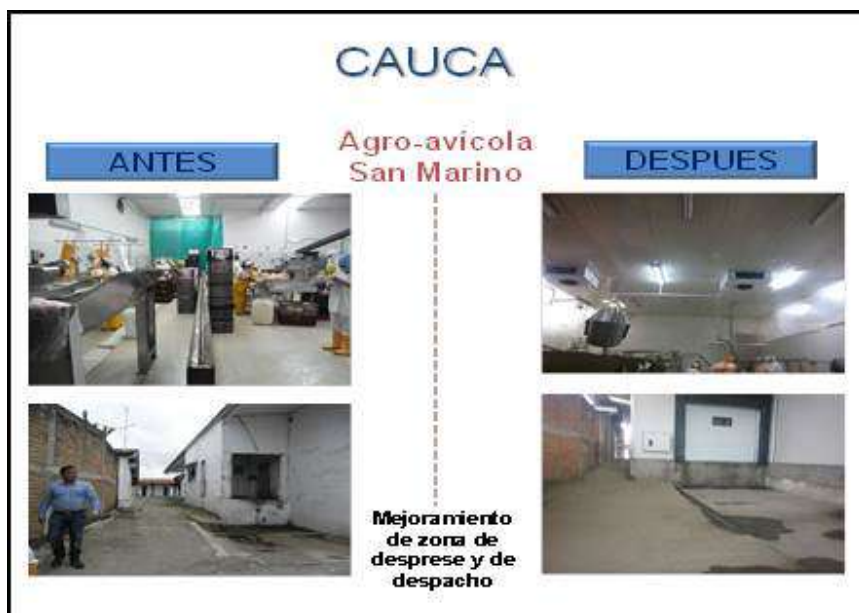 CAUCA
ANTES
Agro-avícola
San Marino
DESPUES
Mejoramiento
de zona de
desprese y de
despacho